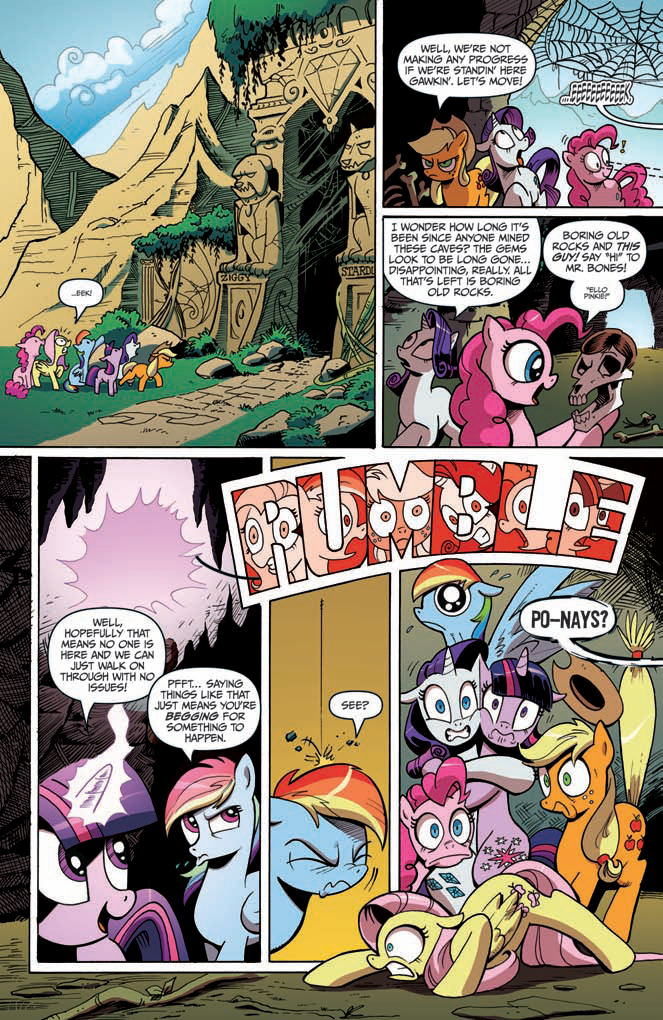 ...EEK!
ZIGGY
STARDU
WELL, WE'RE NOT
MAKING ANY PROGRESS
IF WE'RE STANDIN' HERE
GAWKIN'. LET'S MOVE!
!
I WONDER HOW LONG IT'S
BEEN SINCE ANYONE MINED
THESE CAVES? THE GEMS
LOOK TO BE LONG GONE...
DISAPPOINTING, REALLY. ALL
THAT'S LEFT IS BORING
OLD ROCKS.
BORING OLD
ROCKS AND THIS
GUY! SAY "HI" TO
MR. BONES!
"'ELLO
PINKIE!"
RUMBLE
WELL,
HOPEFULLY THAT
MEANS NO ONE IS
HERE AND WE CAN
JUST WALK ON
THROUGH WITH NO
ISSUES!
PFFT... SAYING
THINGS LIKE THAT
JUST MEANS YOU'RE
BEGGING FOR
SOMETHING TO
HAPPEN.
SEE?
PO-NAYS?